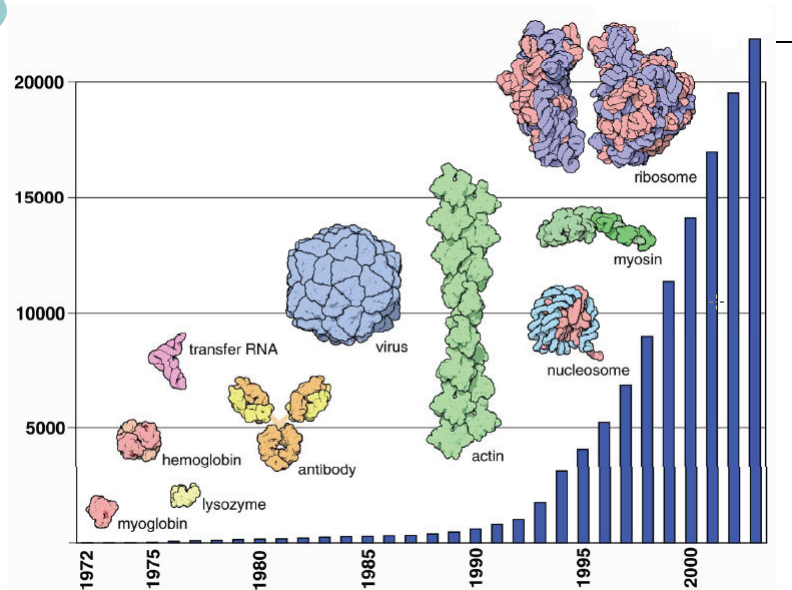 20000
ribosome
15000
myosin
10000
virus
transfer RNA
nucleosome
5000
hemoglobin
antibody
actin
lysozyme
myoglobin
1972
1975
1980
1985
1990
1995
2000